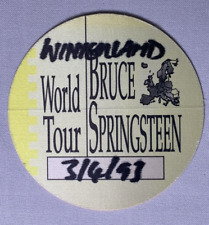 WINTERLAND
World Tour
BRUCE SPRINGSTEEN
3/6/93